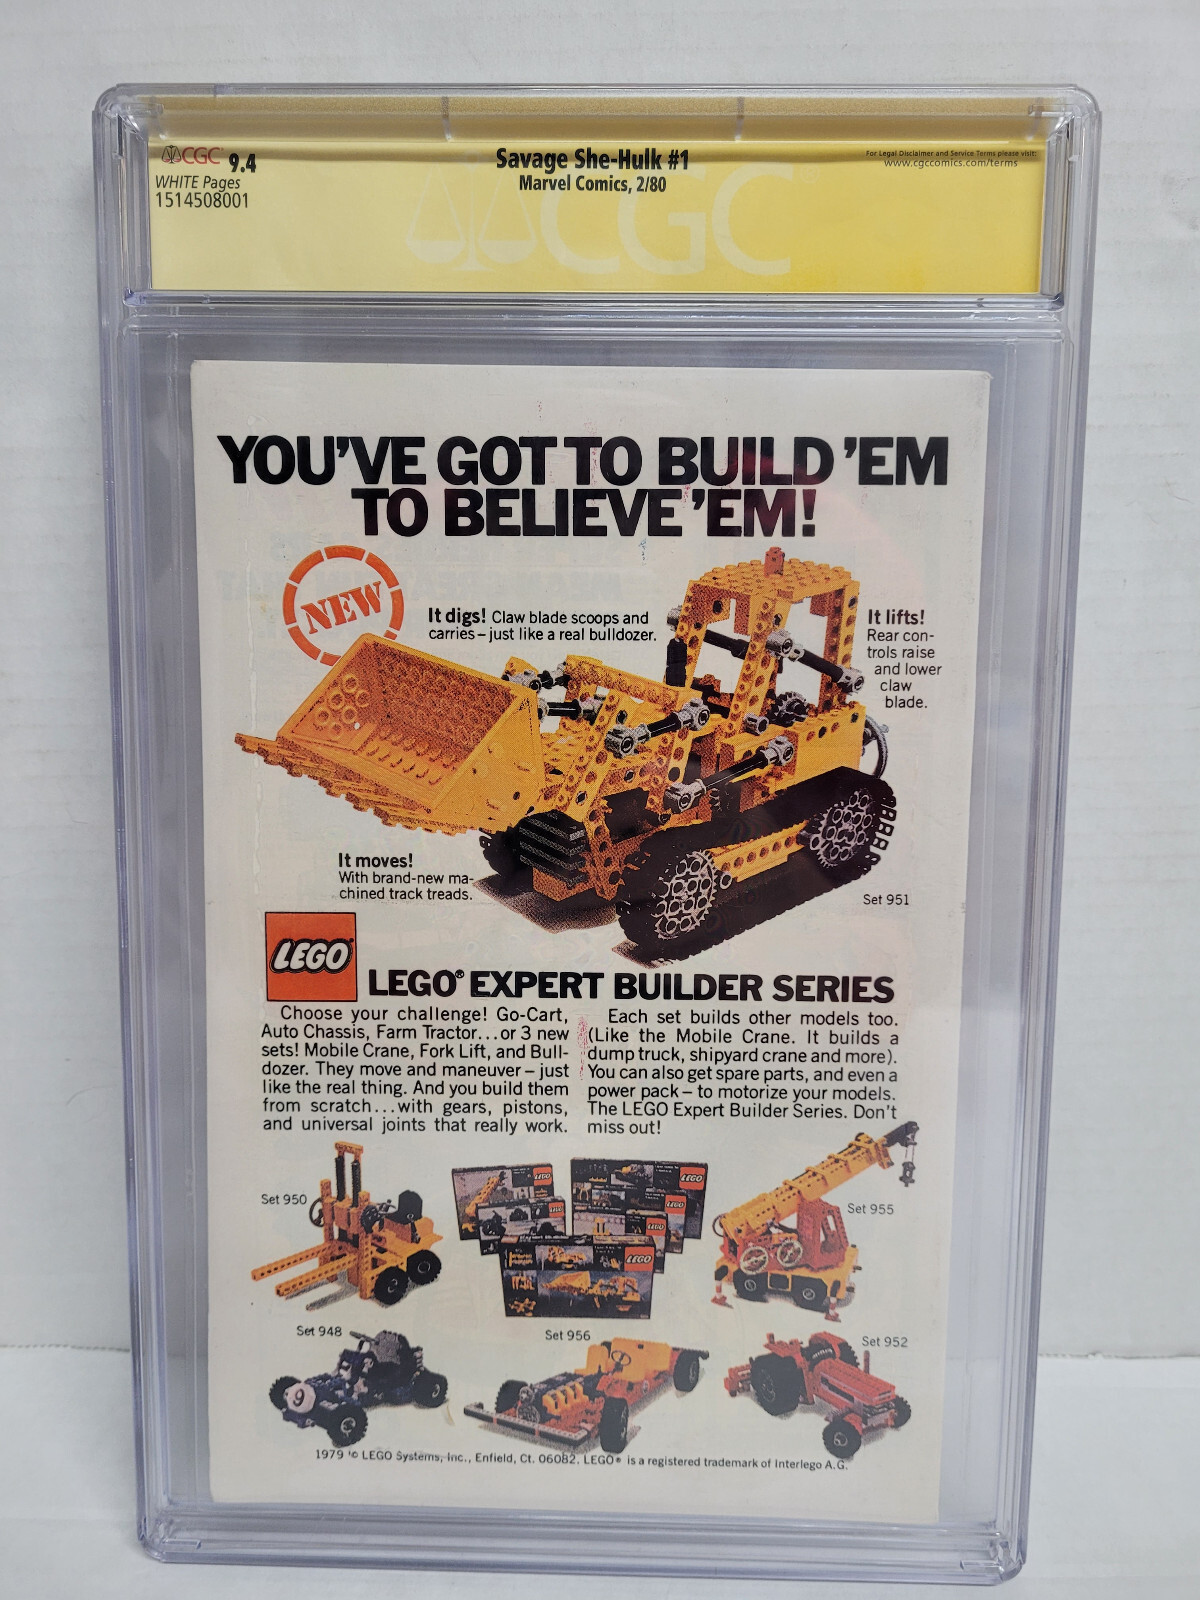 CGC 9.4
WHITE Pages
1514508001
Savage She-Hulk #1
Marvel Comics, 2/80
For Legal Disclaimer and Service Terms please visit:
www.cgccomics.com/terms
CGC
YOU'VE GOT TO BUILD 'EM
TO BELIEVE 'EM!
NEW
It digs! Claw blade scoops and
carries – just like a real bulldozer.
It lifts!
Rear con-
trols raise
and lower
claw
blade.
It moves!
With brand-new ma-
chined track treads.
Set 951
LEGO
LEGO® EXPERT BUILDER SERIES
Choose your challenge! Go-Cart,
Auto Chassis, Farm Tractor...or 3 new
sets! Mobile Crane, Fork Lift, and Bull-
dozer. They move and maneuver – just
like the real thing. And you build them
from scratch...with gears, pistons,
and universal joints that really work.
Each set builds other models too.
(Like the Mobile Crane. It builds a
dump truck, shipyard crane and more).
You can also get spare parts, and even a
power pack – to motorize your models.
The LEGO Expert Builder Series. Don't
miss out!
Set 950
LEGO
LEGO
LEGO
LEGO
LEGO
LEGO
Set 955
Set 948
9
Set 956
Set 952
1979 © LEGO Systems, Inc., Enfield, Ct. 06082. LEGO® is a registered trademark of Interlego A.G.